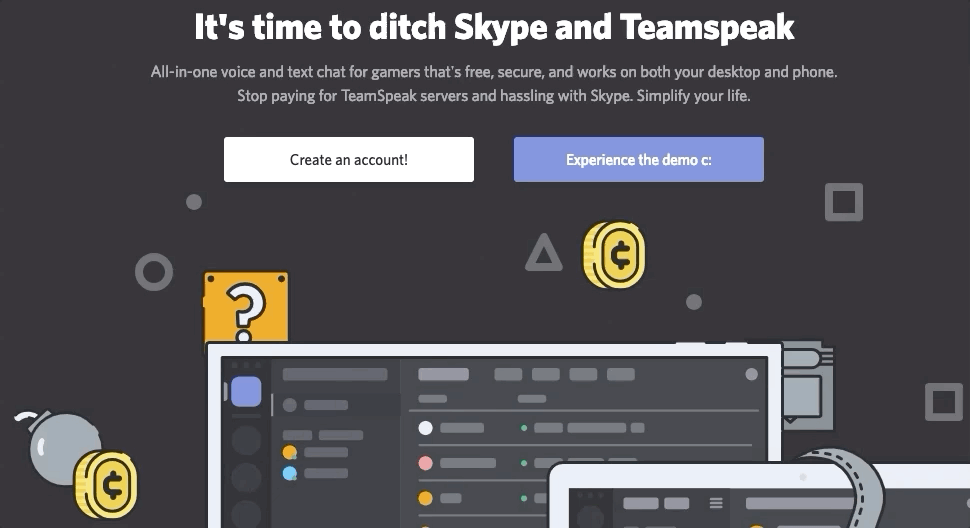 It's time to ditch Skype and Teamspeak
All-in-one voice and text chat for gamers that's free, secure, and works on both your desktop and phone.
Stop paying for TeamSpeak servers and hassling with Skype. Simplify your life.
Create an account!
Experience the demo c:
?
¢
¢